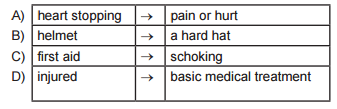 A) heart stopping → pain or hurt
B) helmet → a hard hat
C) first aid → schoking
D) injured → basic medical treatment